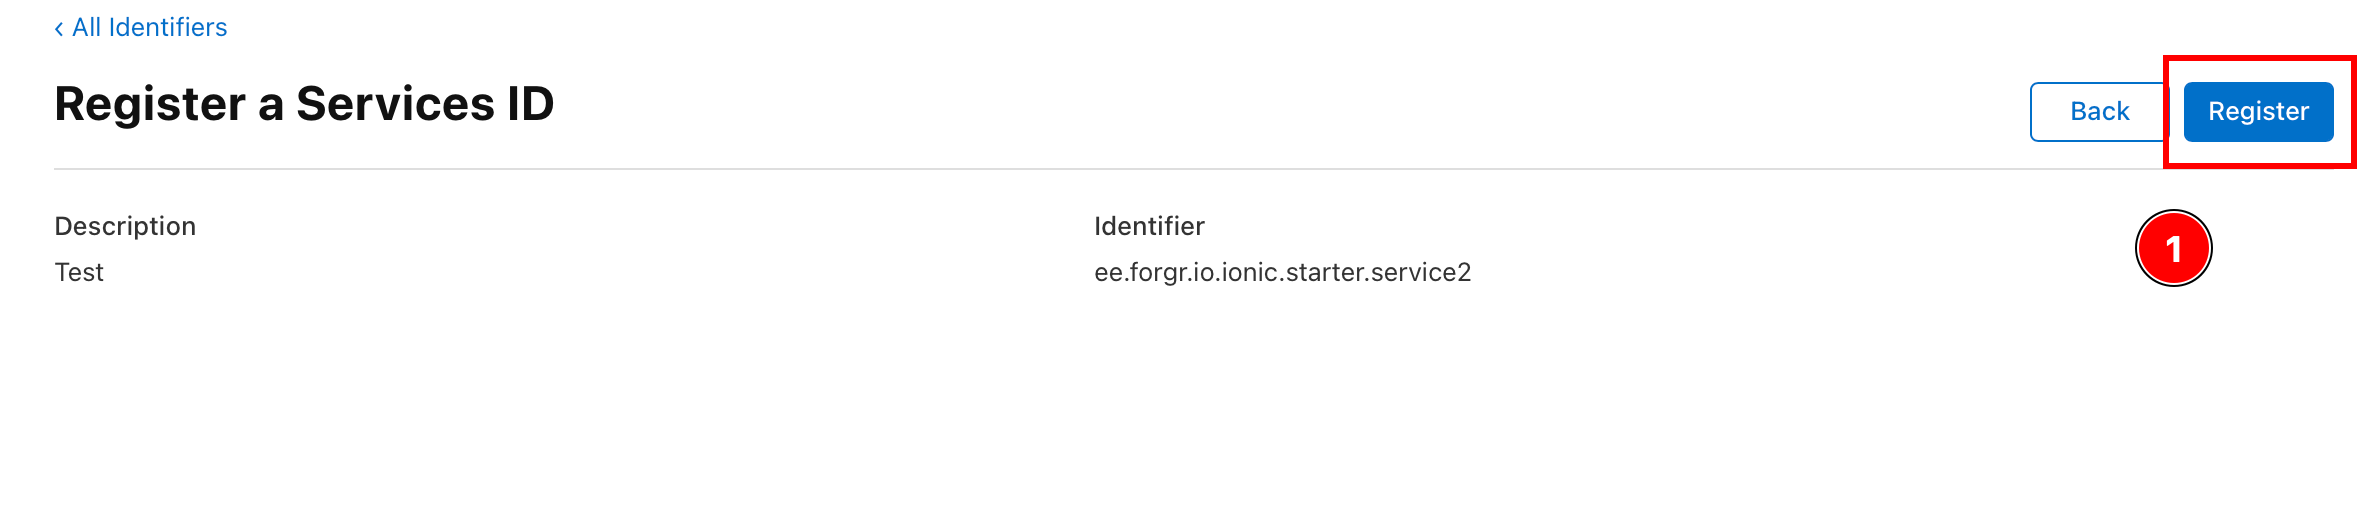 ‹ All Identifiers
Register a Services ID
Back
Register
Description
Identifier
Test
ee.forgr.io.ionic.starter.service2
1